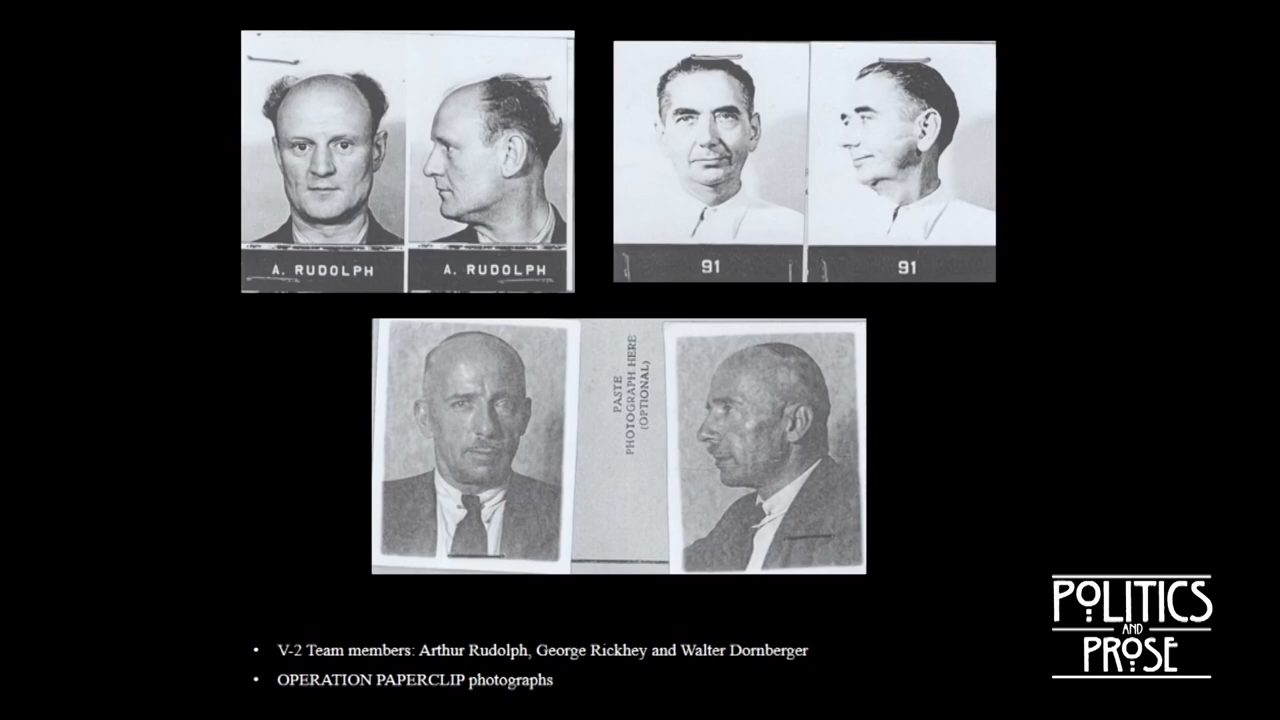 A. RUDOLPH
A. RUDOLPH
91
91
PASTE
PHOTOGRAPH HERE
(OPTIONAL)
• V-2 Team members: Arthur Rudolph, George Rickhey and Walter Dornberger
• OPERATION PAPERCLIP photographs
POLITICS
AND
PROSE